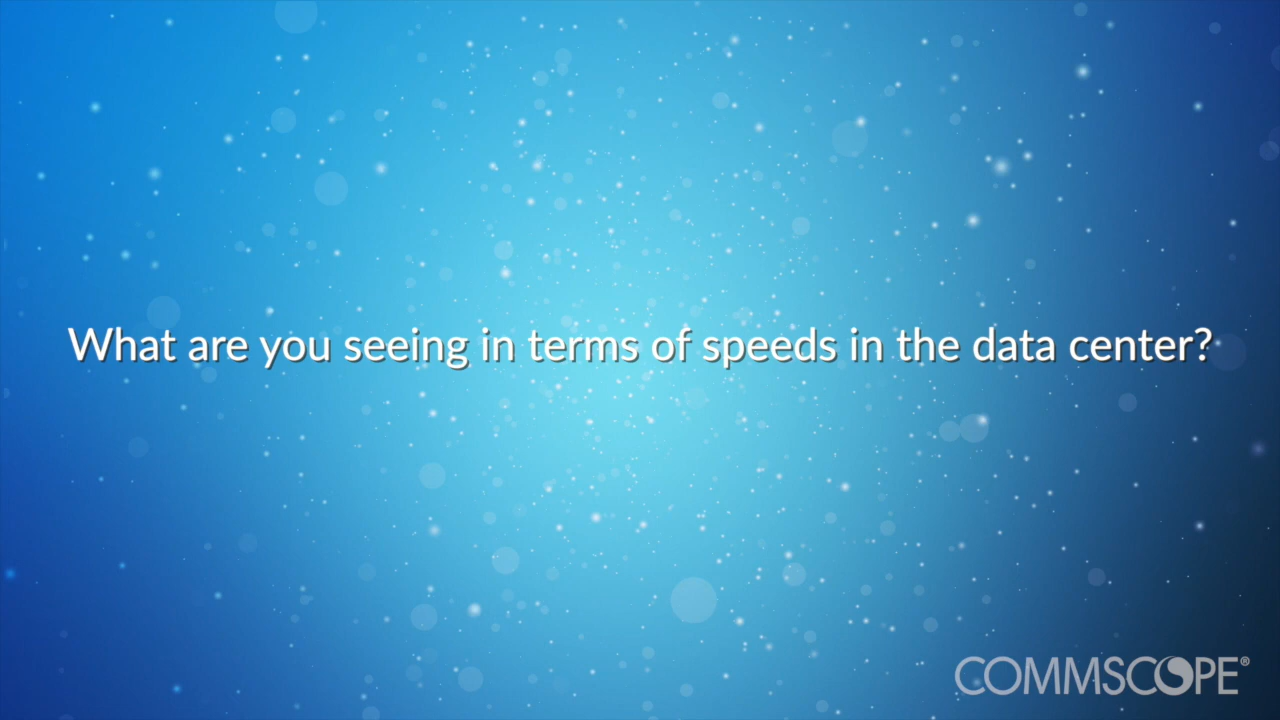 What are you seeing in terms of speeds in the data center?
COMMSCOPE®